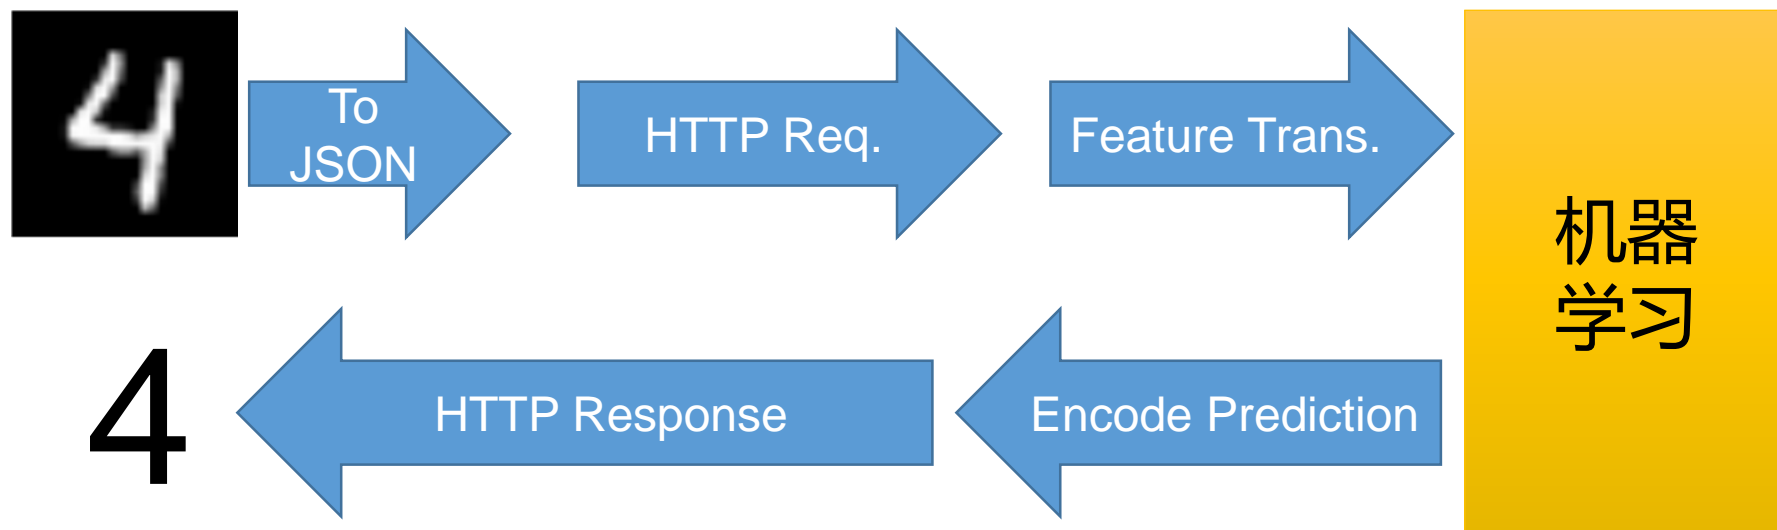 4
To
JSON
HTTP Req.
Feature Trans.
机器
学习
4
HTTP Response
Encode Prediction